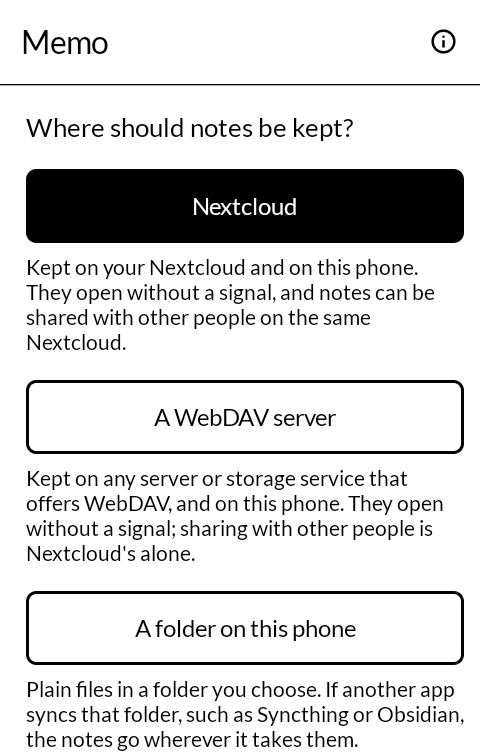 Memo
Where should notes be kept?
Nextcloud
Kept on your Nextcloud and on this phone.
They open without a signal, and notes can be
shared with other people on the same
Nextcloud.
A WebDAV server
Kept on any server or storage service that
offers WebDAV, and on this phone. They open
without a signal; sharing with other people is
Nextcloud's alone.
A folder on this phone
Plain files in a folder you choose. If another app
syncs that folder, such as Syncthing or Obsidian,
the notes go wherever it takes them.